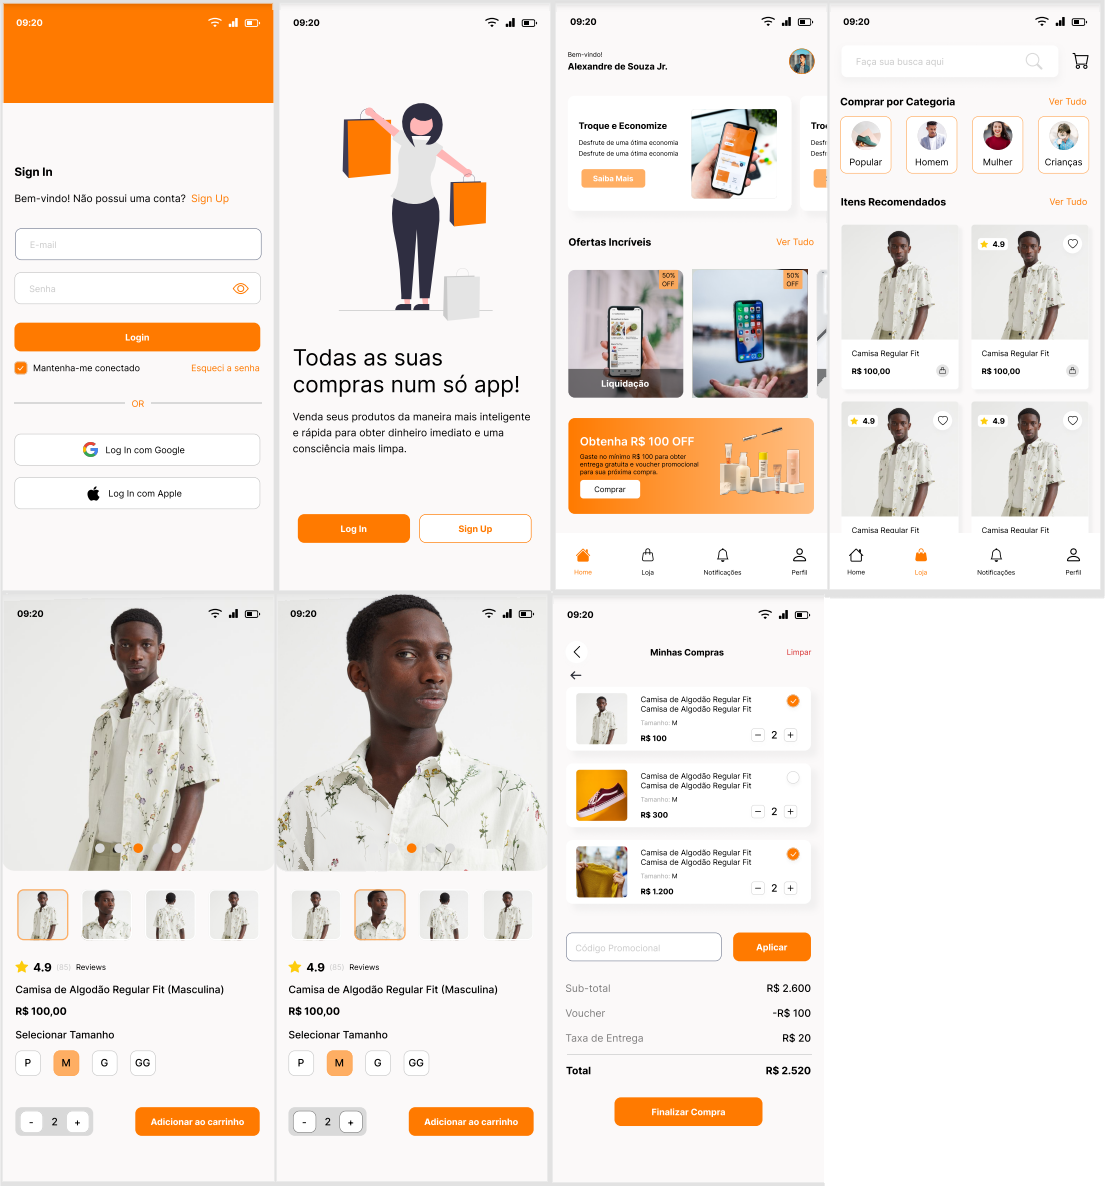 09:20
Sign In
Bem-vindo! Não possui uma conta? Sign Up
E-mail
Senha
Login
Mantenha-me conectado
Esqueci a senha
OR
Log In com Google
Log In com Apple
09:20
Todas as suas
compras num só app!
Venda seus produtos da maneira mais inteligente
e rápida para obter dinheiro imediato e uma
consciência mais limpa.
Log In
Sign Up
09:20
Bem-vindo!
Alexandre de Souza Jr.
Troque e Economize
Desfrute de uma ótima economia
Desfrute de uma ótima economia
Saiba Mais
Troc
Desfru
Desfru
S
Ofertas Incríveis
Ver Tudo
50%
OFF
Liquidação
50%
OFF
Obtenha R$ 100 OFF
Gaste no mínimo R$ 100 para obter
entrega gratuita e voucher promocional
para sua próxima compra.
Comprar
Home
Loja
Notificações
Perfil
09:20
Faça sua busca aqui
Comprar por Categoria
Ver Tudo
Popular
Homem
Mulher
Crianças
Itens Recomendados
Ver Tudo
Camisa Regular Fit
R$ 100,00
4.9
Camisa Regular Fit
R$ 100,00
4.9
Camisa Regular Fit
4.9
Camisa Regular Fit
Home
Loja
Notificações
Perfil
09:20
4.9 (85) Reviews
Camisa de Algodão Regular Fit (Masculina)
R$ 100,00
Selecionar Tamanho
P M G GG
- 2 +
Adicionar ao carrinho
09:20
4.9 (85) Reviews
Camisa de Algodão Regular Fit (Masculina)
R$ 100,00
Selecionar Tamanho
P M G GG
- 2 +
Adicionar ao carrinho
09:20
Minhas Compras
Limpar
Camisa de Algodão Regular Fit
Camisa de Algodão Regular Fit
Tamanho: M
R$ 100
− 2 +
Camisa de Algodão Regular Fit
Camisa de Algodão Regular Fit
Tamanho: M
R$ 300
− 2 +
Camisa de Algodão Regular Fit
Camisa de Algodão Regular Fit
Tamanho: M
R$ 1.200
− 2 +
Código Promocional
Aplicar
Sub-total R$ 2.600
Voucher -R$ 100
Taxa de Entrega R$ 20
Total R$ 2.520
Finalizar Compra